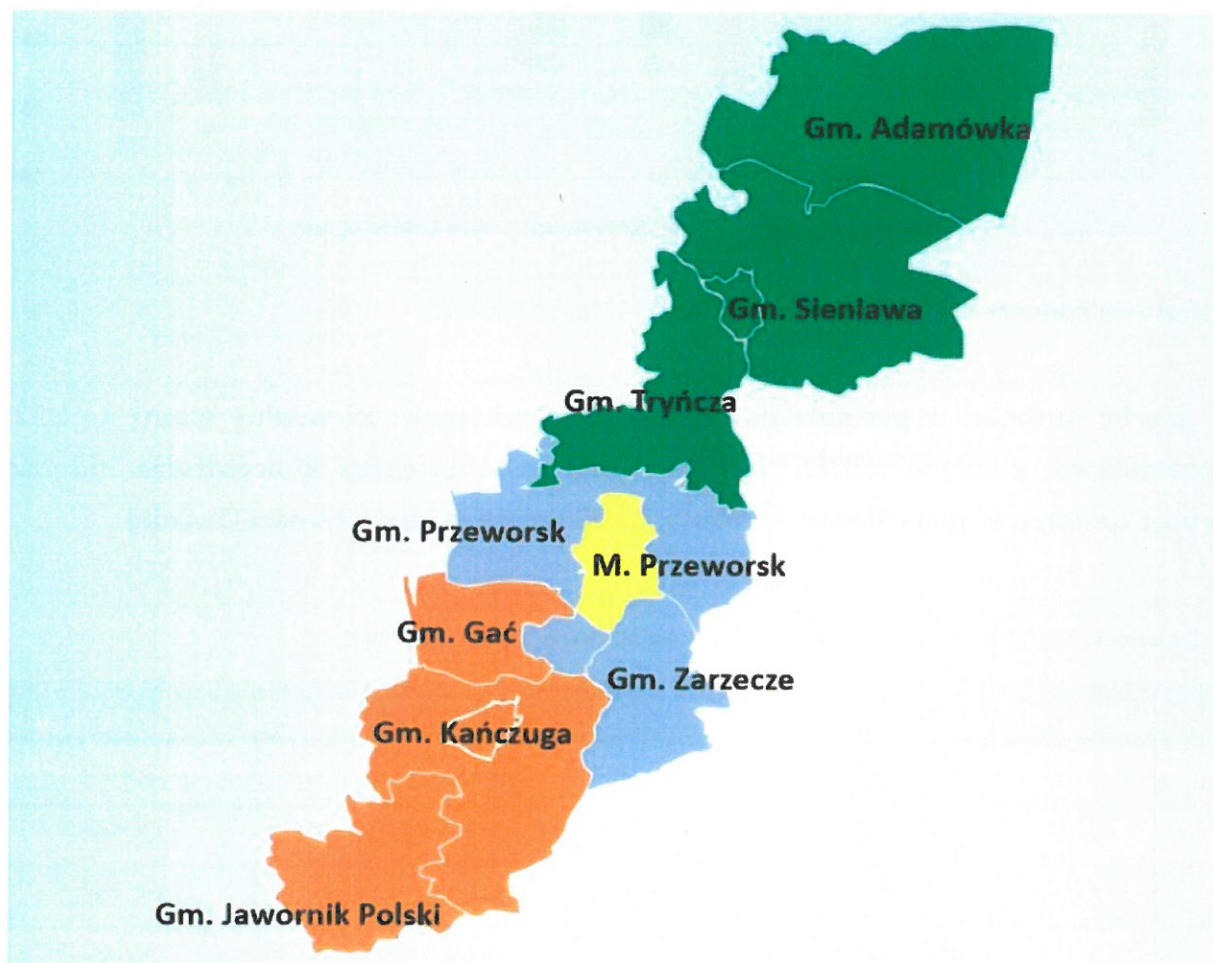 Gm. Adamówka
Gm. Sieniawa
Gm. Tryńcza
Gm. Przeworsk
M. Przeworsk
Gm. Gać
Gm. Zarzecze
Gm. Kańczuga
Gm. Jawornik Polski